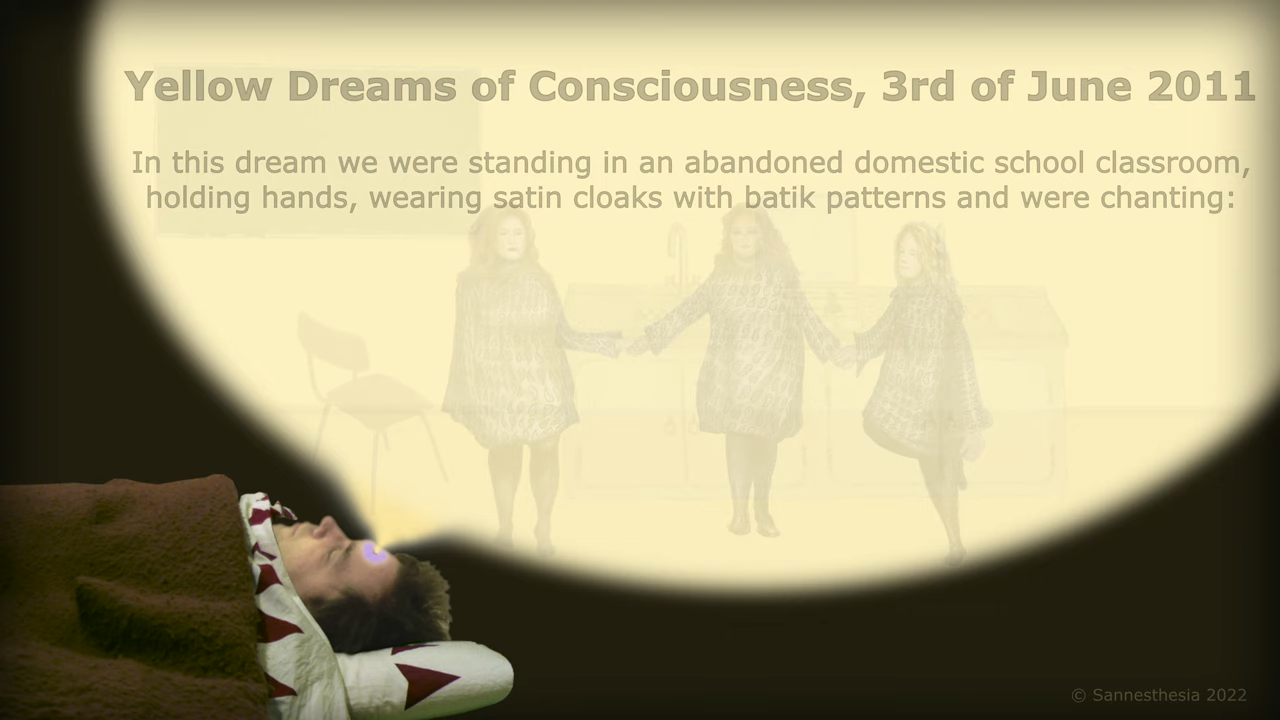 Yellow Dreams of Consciousness, 3rd of June 2011
In this dream we were standing in an abandoned domestic school classroom,
holding hands, wearing satin cloaks with batik patterns and were chanting:
© Sannesthesia 2022